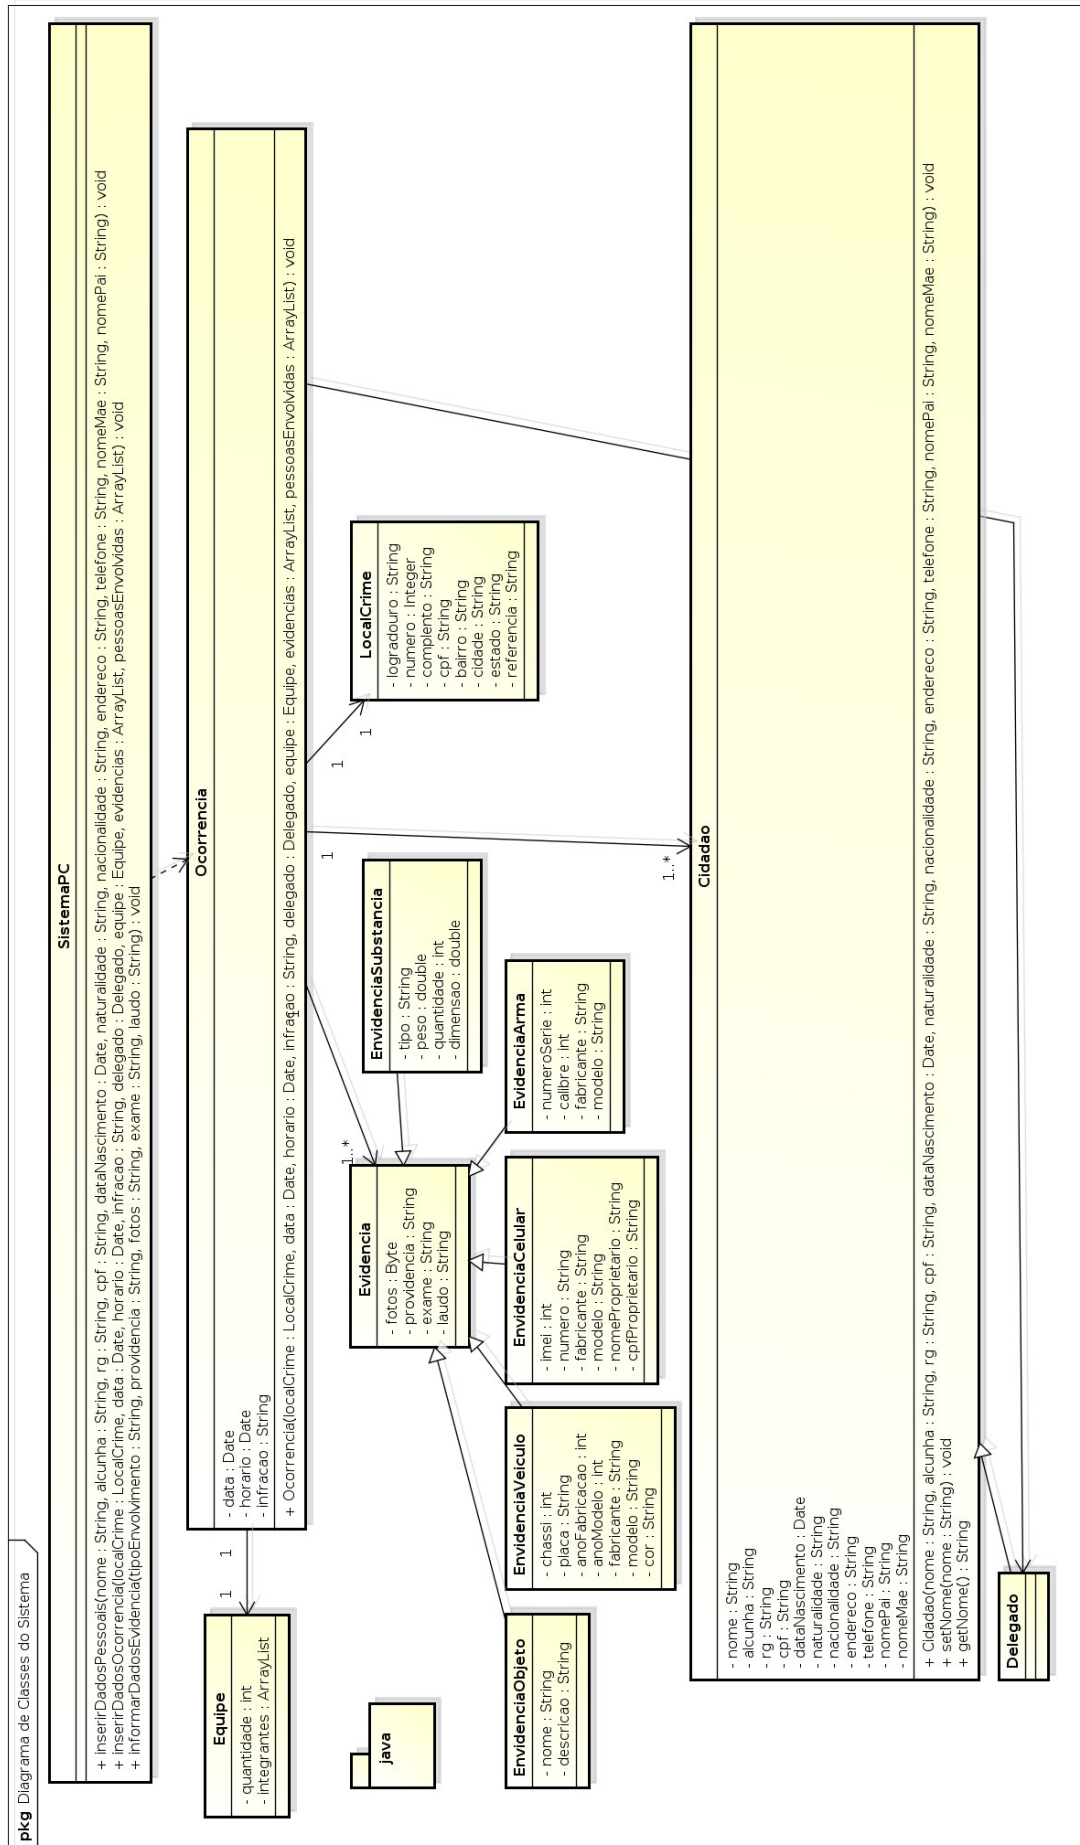 pkg Diagrama de Classes do Sistema
SistemaPC
+ inserirDadosPessoais(nome : String, alcunha : String, rg : String, cpf : String, dataNascimento : Date, naturalidade : String, nacionalidade : String, endereco : String, telefone : String, nomeMae : String, nomePai : String) : void
+ inserirDadosOcorrencia(localCrime : LocalCrime, data : Date, horario : Date, infracao : String, delegado : Delegado, equipe : Equipe, evidencias : ArrayList, pessoasEnvolvidas : ArrayList) : void
+ informarDadosEvidencia(tipoEnvolvimento : String, providencia : String, fotos : String, exame : String, laudo : String) : void
Ocorrencia
- data : Date
- horario : Date
- infracao : String
+ Ocorrencia(localCrime : LocalCrime, data : Date, horario : Date, infração : String, delegado : Delegado, equipe : Equipe, evidencias : ArrayList, pessoasEnvolvidas : ArrayList) : void
1
1
1
1..*
1
1..*
1
1
Equipe
- quantidade : int
- integrantes : ArrayList
java
Evidencia
- fotos : Byte
- providencia : String
- exame : String
- laudo : String
EnvidenciaSubstancia
- tipo : String
- peso : double
- quantidade : int
- dimensao : double
LocalCrime
- logradouro : String
- numero : Integer
- complento : String
- cpf : String
- bairro : String
- cidade : String
- estado : String
- referencia : String
EnvidenciaObjeto
- nome : String
- descricao : String
EnvidenciaVeiculo
- chassi : int
- placa : String
- anoFabricacao : int
- anoModelo : int
- fabricante : String
- modelo : String
- cor : String
EnvidenciaCelular
- imei : int
- numero : String
- fabricante : String
- modelo : String
- nomeProprietario : String
- cpfProprietario : String
EvidenciaArma
- numeroSerie : int
- calibre : int
- fabricante : String
- modelo : String
Cidadao
- nome : String
- alcunha : String
- rg : String
- cpf : String
- dataNascimento : Date
- naturalidade : String
- nacionalidade : String
- endereco : String
- telefone : String
- nomePai : String
- nomeMae : String
+ Cidadao(nome : String, alcunha : String, rg : String, cpf : String, dataNascimento : Date, naturalidade : String, nacionalidade : String, endereco : String, telefone : String, nomePai : String, nomeMae : String) : void
+ setNome(nome : String) : void
+ getNome() : String
Delegado